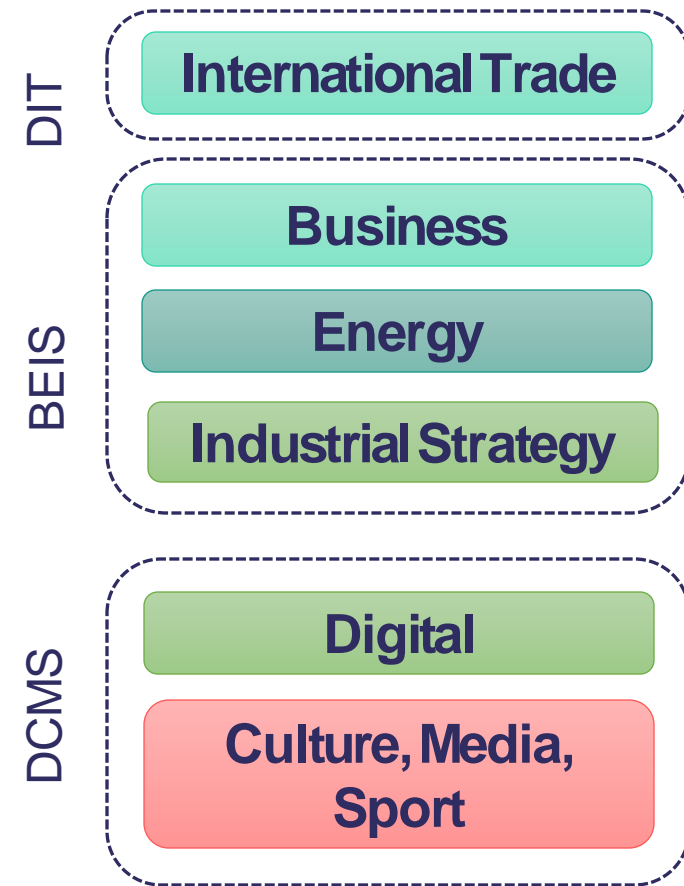 DIT
International Trade
BEIS
Business
Energy
Industrial Strategy
DCMS
Digital
Culture, Media,
Sport